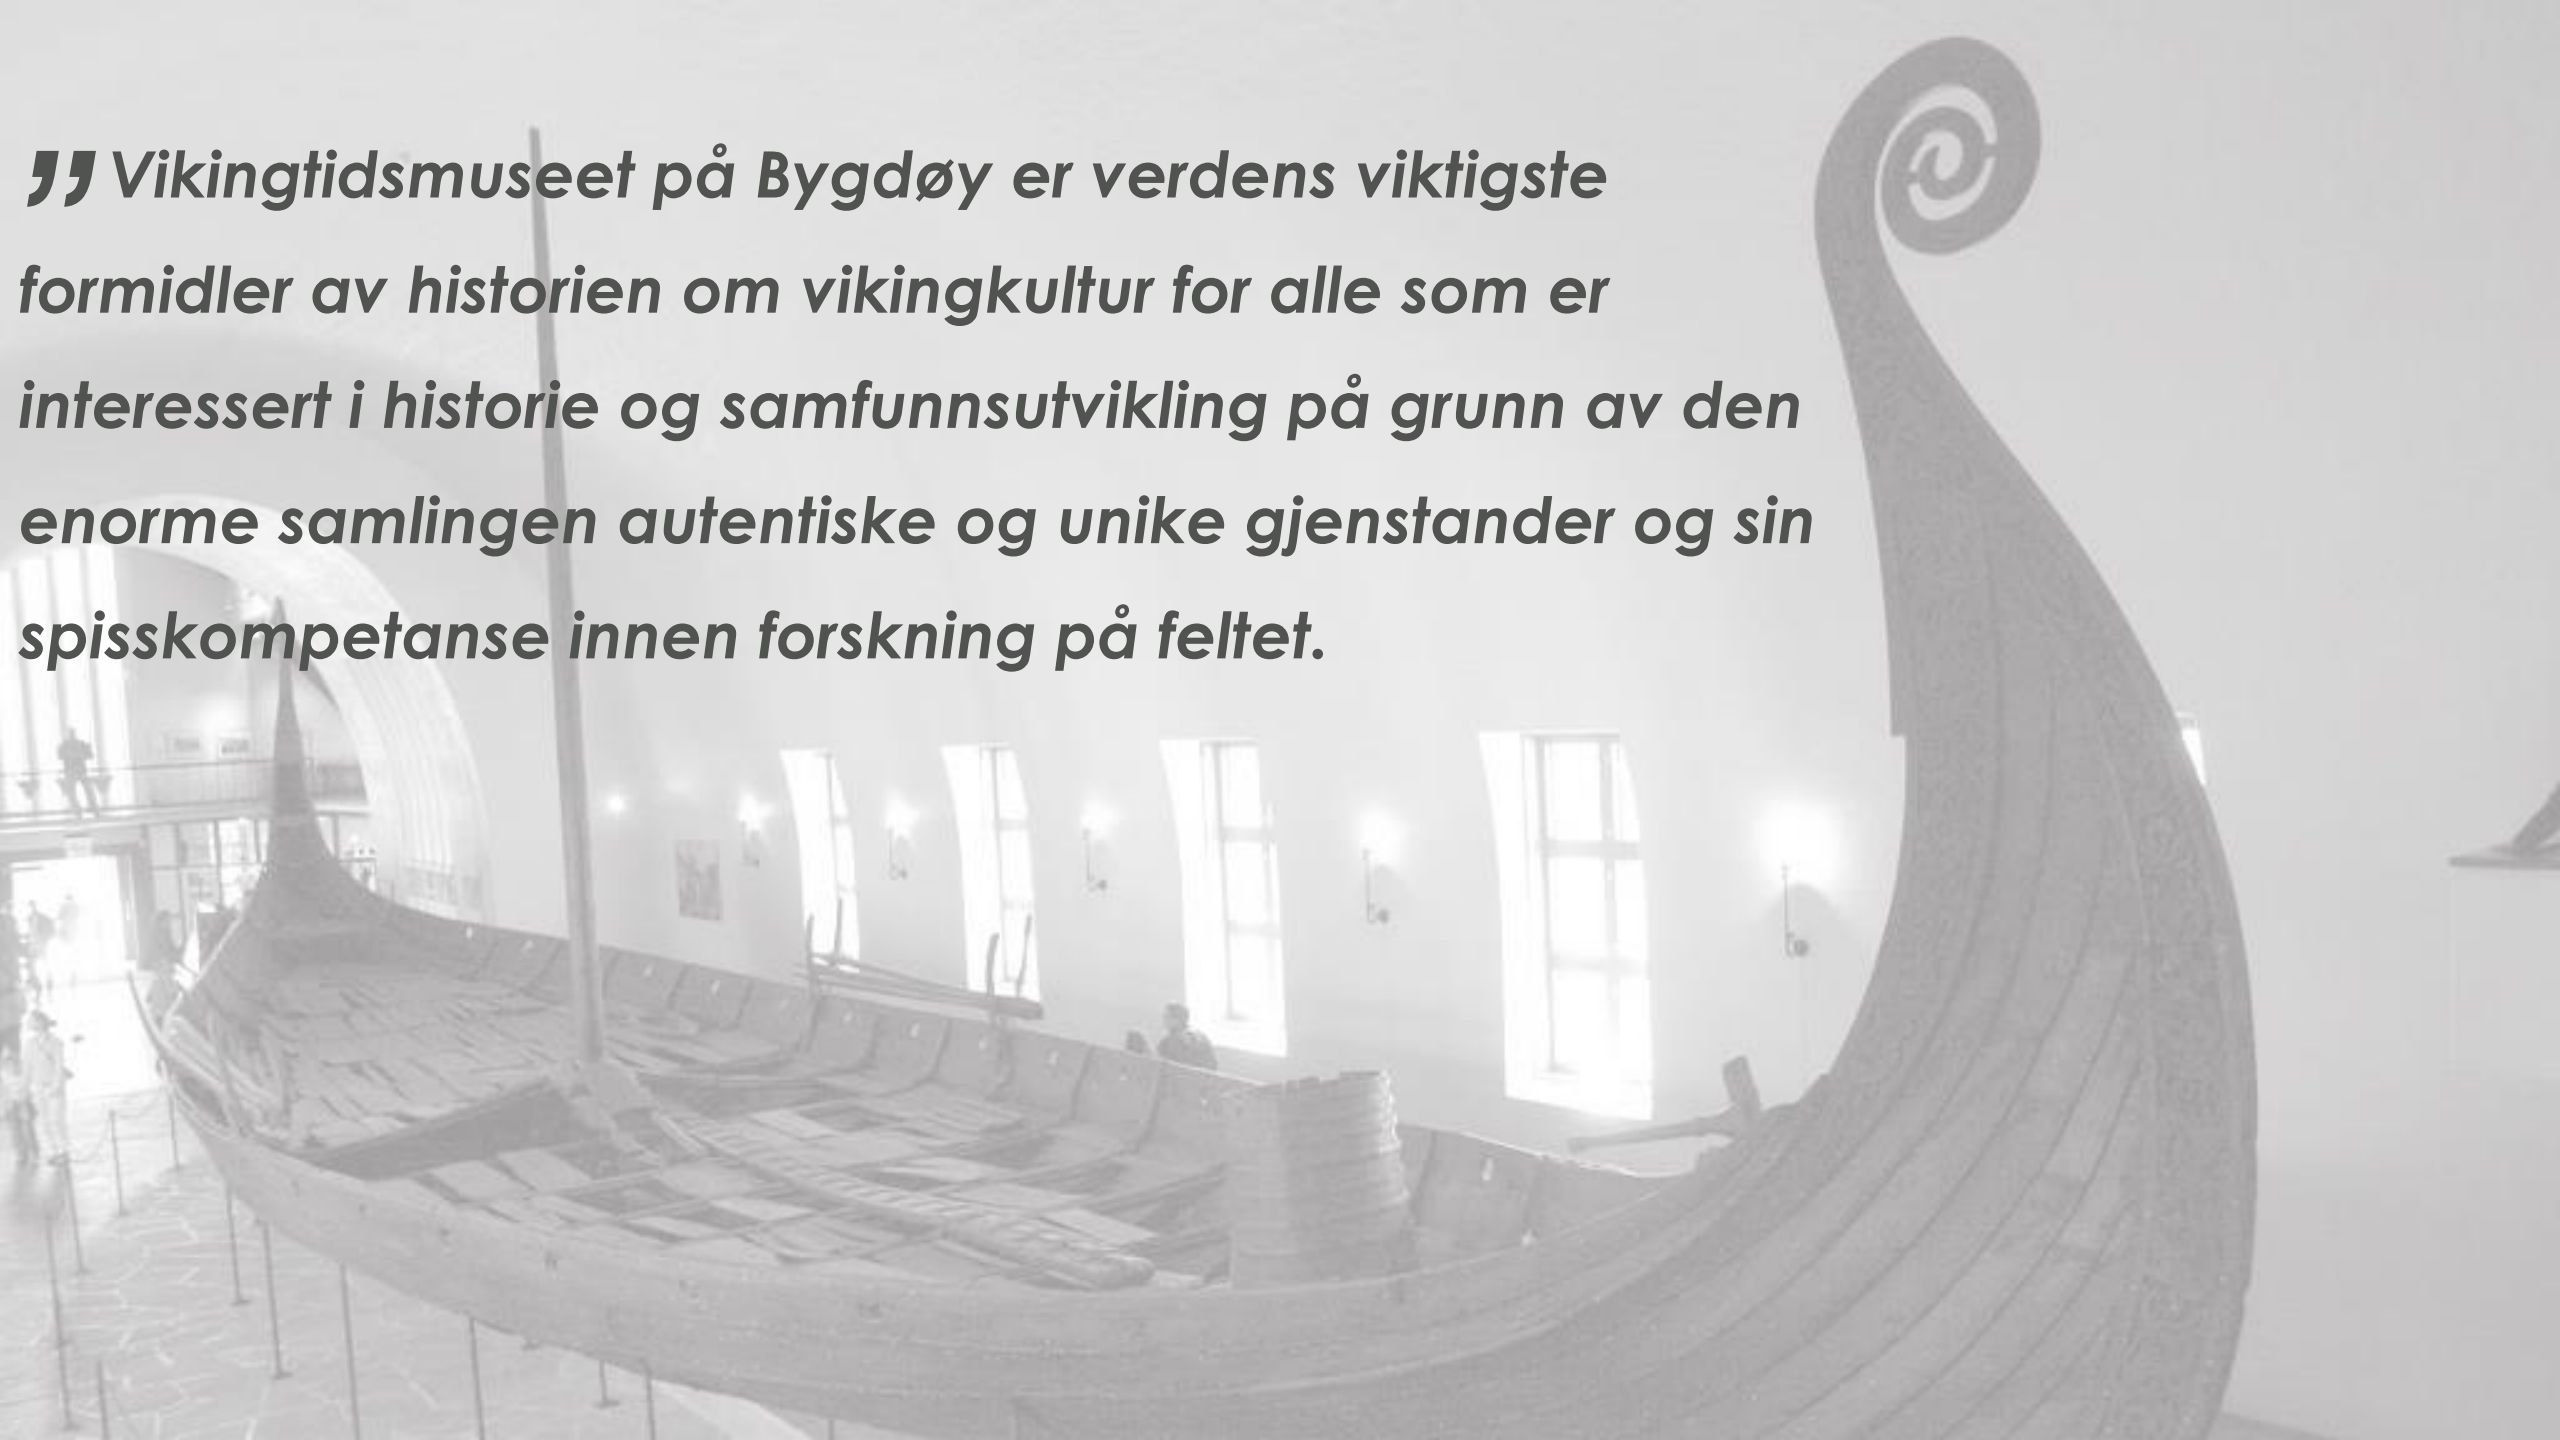 ”Vikingtidsmuseet på Bygdøy er verdens viktigste
formidler av historien om vikingkultur for alle som er
interessert i historie og samfunnsutvikling på grunn av den
enorme samlingen autentiske og unike gjenstander og sin
spisskompetanse innen forskning på feltet.